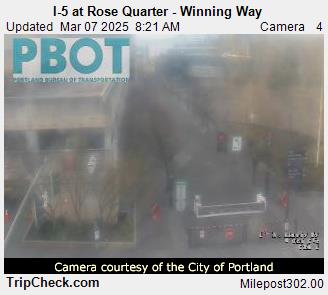 I-5 at Rose Quarter - Winning Way
Updated Mar 07 2025 8:21 AM Camera 4
PBOT
PORTLAND BUREAU OF TRANSPORTATION
Camera courtesy of the City of Portland
TripCheck.com Milepost302.00